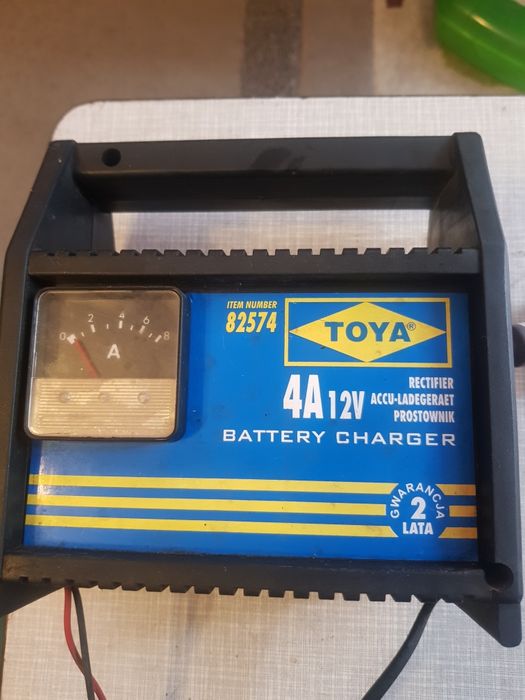 0 2 4 6 8
A
ITEM NUMBER
82574
TOYA®
4A 12V
RECTIFIER
ACCU-LADEGERAET
PROSTOWNIK
BATTERY CHARGER
GWARANCJA
2
LATA